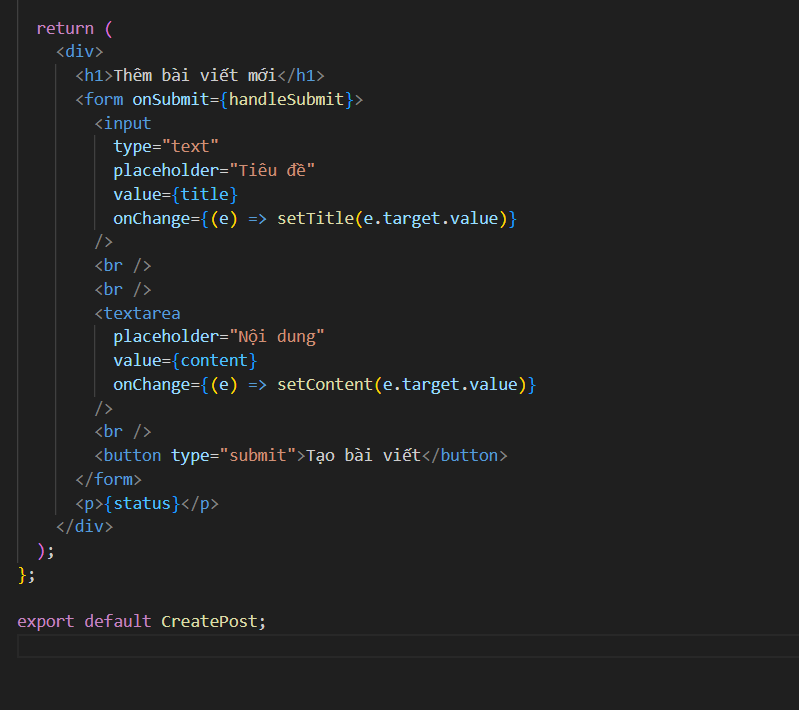 return (
<div>
<h1>Thêm bài viết mới</h1>
<form onSubmit={handleSubmit}>
<input
type="text"
placeholder="Tiêu đề"
value={title}
onChange={(e) => setTitle(e.target.value)}
/>
<br />
<br />
<textarea
placeholder="Nội dung"
value={content}
onChange={(e) => setContent(e.target.value)}
/>
<br />
<button type="submit">Tạo bài viết</button>
</form>
<p>{status}</p>
</div>
);
};
export default CreatePost;